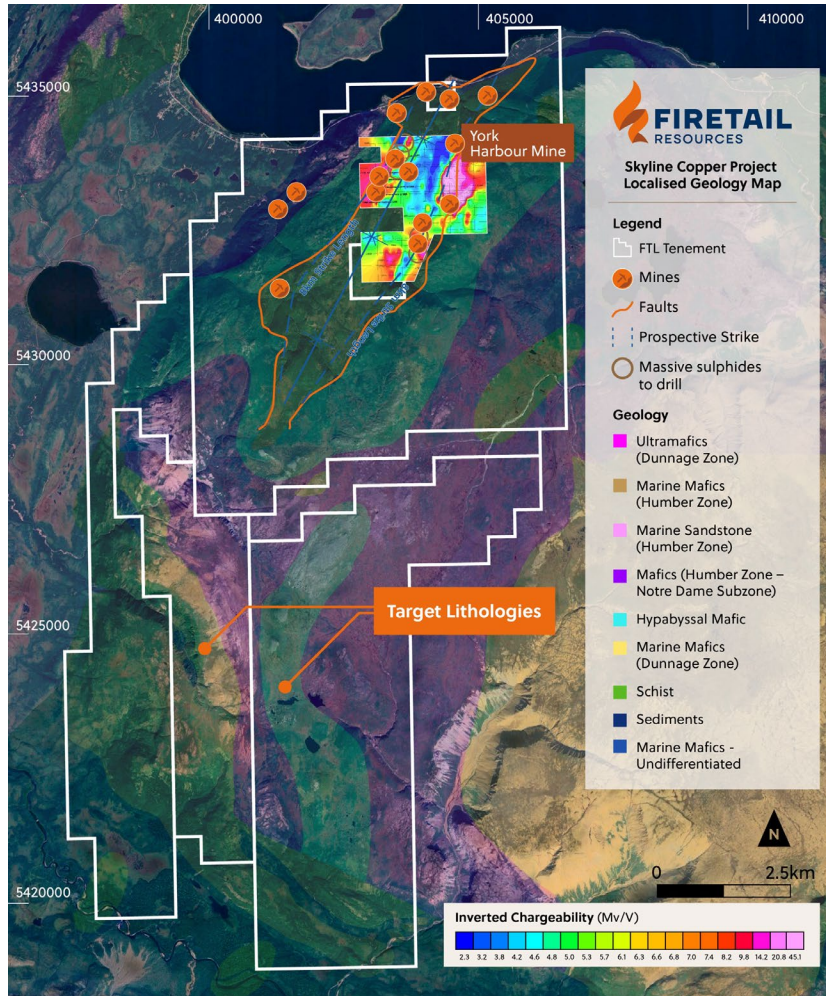 400000
405000
410000
5435000
5430000
5425000
5420000
York
Harbour Mine
Target Lithologies
FIRETAIL
RESOURCES
Skyline Copper Project
Localised Geology Map
Legend
FTL Tenement
Mines
Faults
Prospective Strike
Massive sulphides
to drill
Geology
Ultramafics
(Dunnage Zone)
Marine Mafics
(Humber Zone)
Marine Sandstone
(Humber Zone)
Mafics (Humber Zone –
Notre Dame Subzone)
Hypabyssal Mafic
Marine Mafics
(Dunnage Zone)
Schist
Sediments
Marine Mafics -
Undifferentiated
N
0 2.5km
Inverted Chargeability (Mv/V)
2.3 3.2 3.8 4.2 4.6 4.8 5.0 5.3 5.7 6.1 6.3 6.6 6.8 7.0 7.4 8.2 9.8 14.2 20.8 45.1